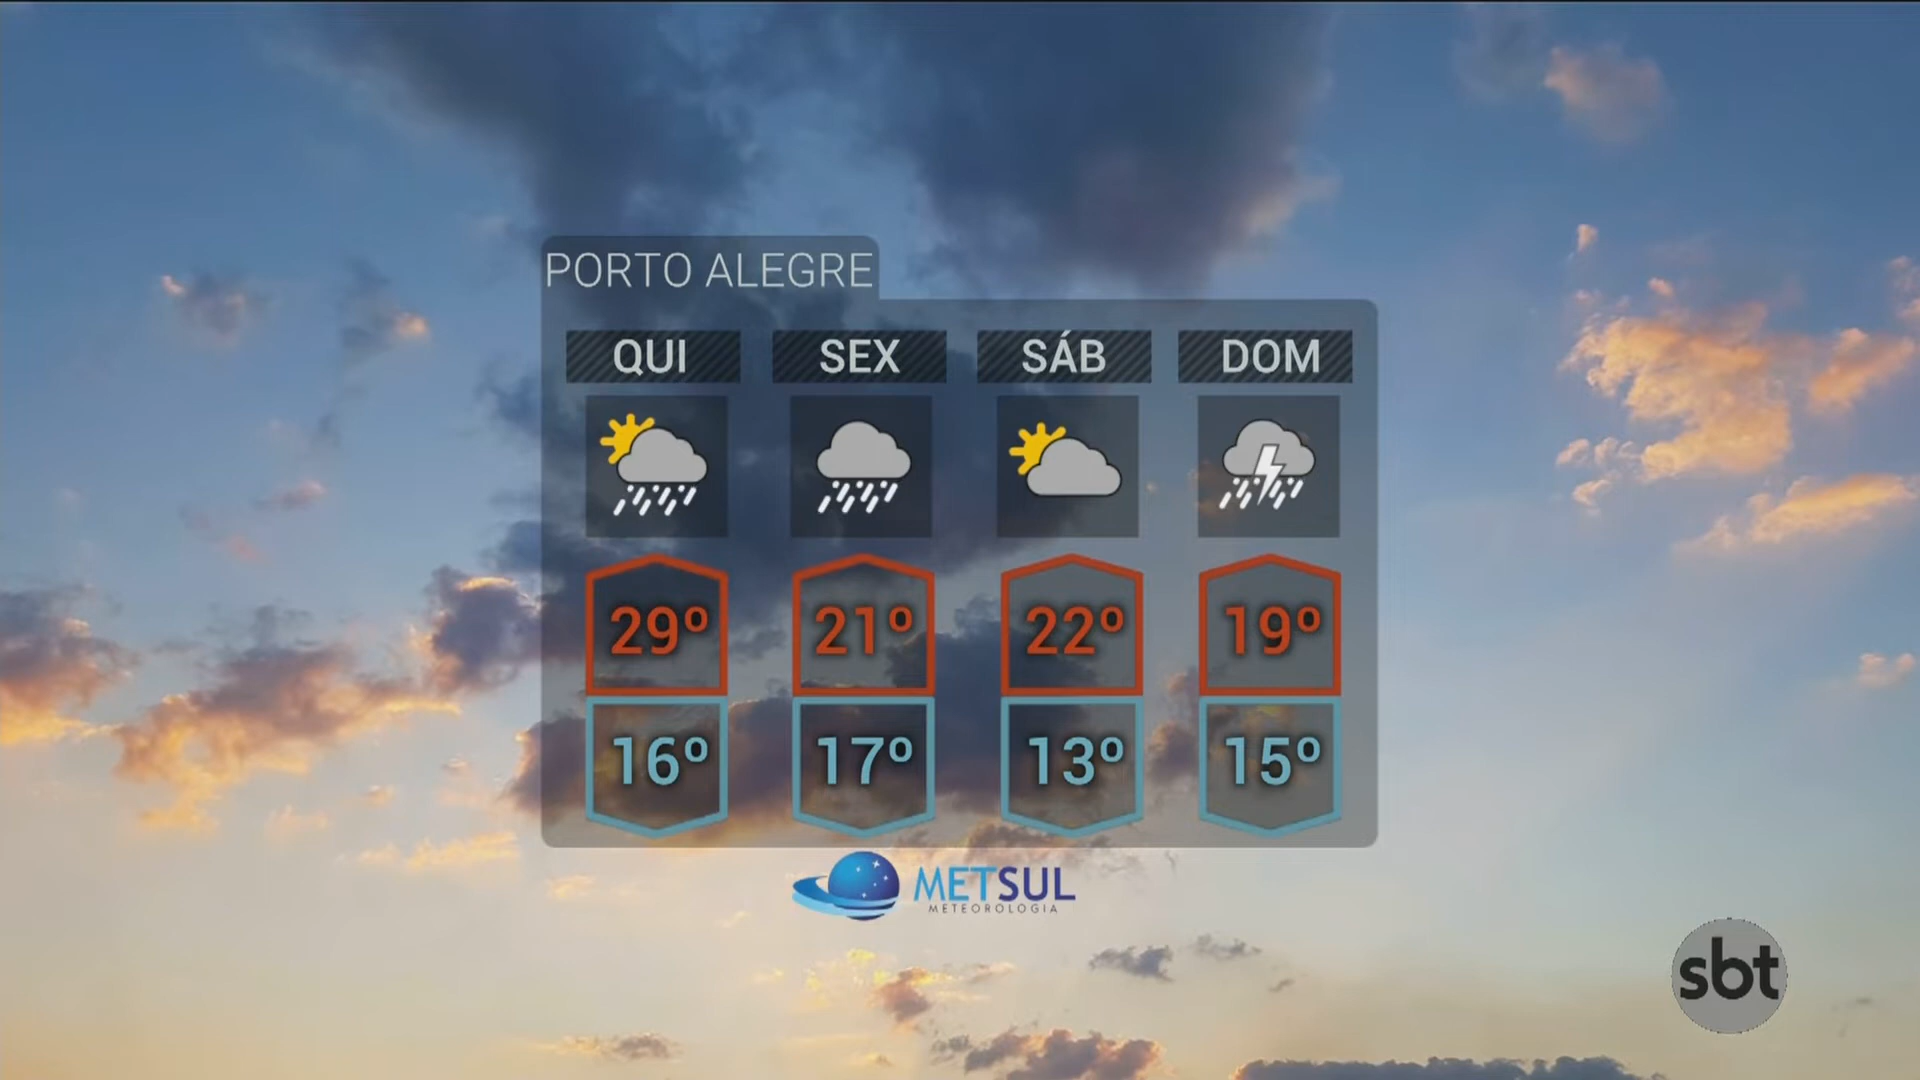 PORTO ALEGRE
QUI SEX SÁB DOM
29º 21º 22º 19º
16º 17º 13º 15º
METSUL
METEOROLOGIA
sbt